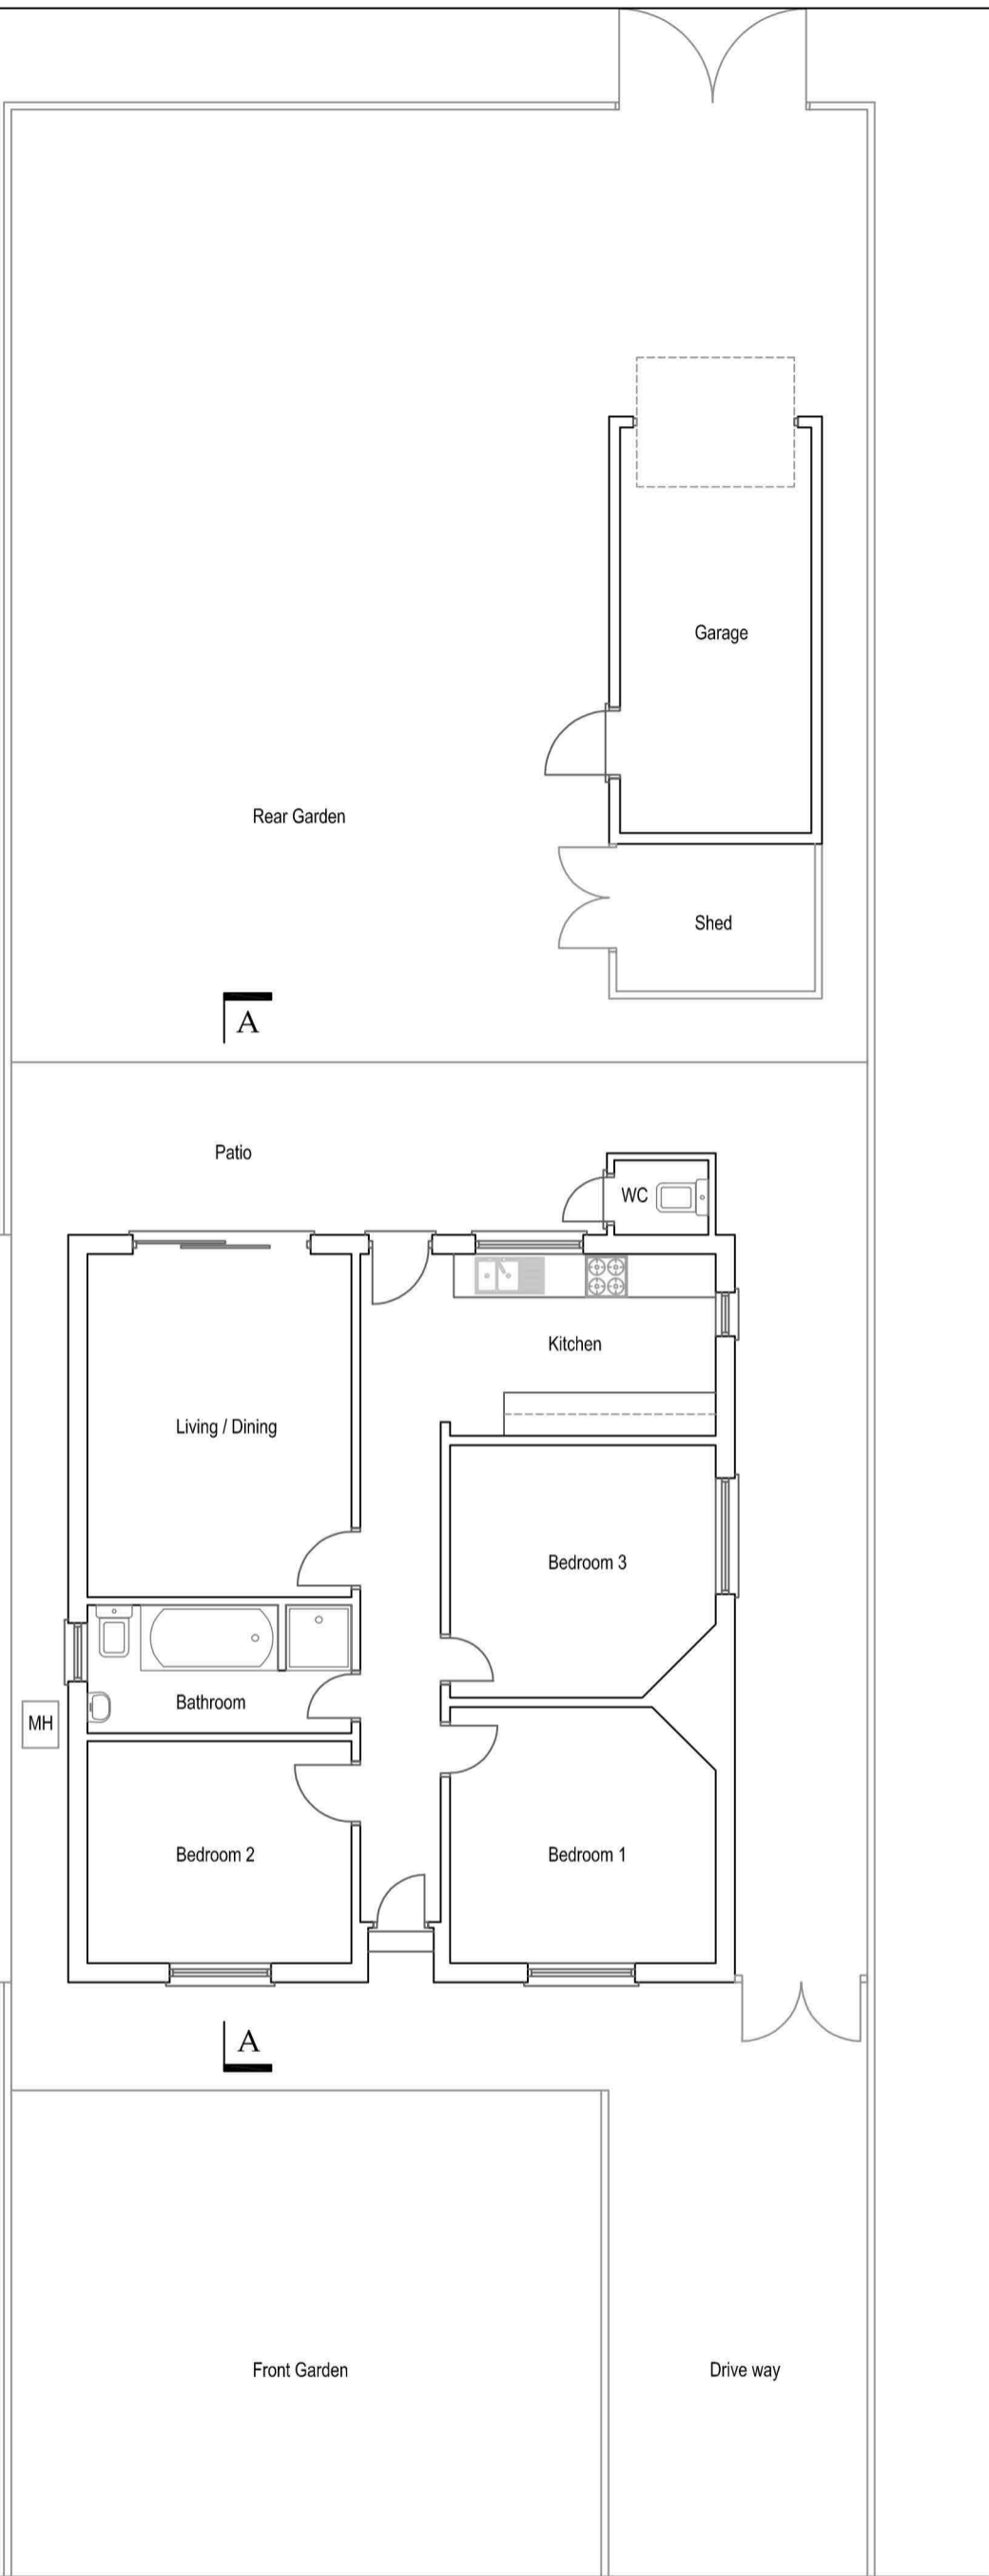 Garage
Rear Garden
Shed
A
Patio
WC
Kitchen
Living / Dining
Bedroom 3
Bathroom
MH
Bedroom 2
Bedroom 1
A
Front Garden
Drive way